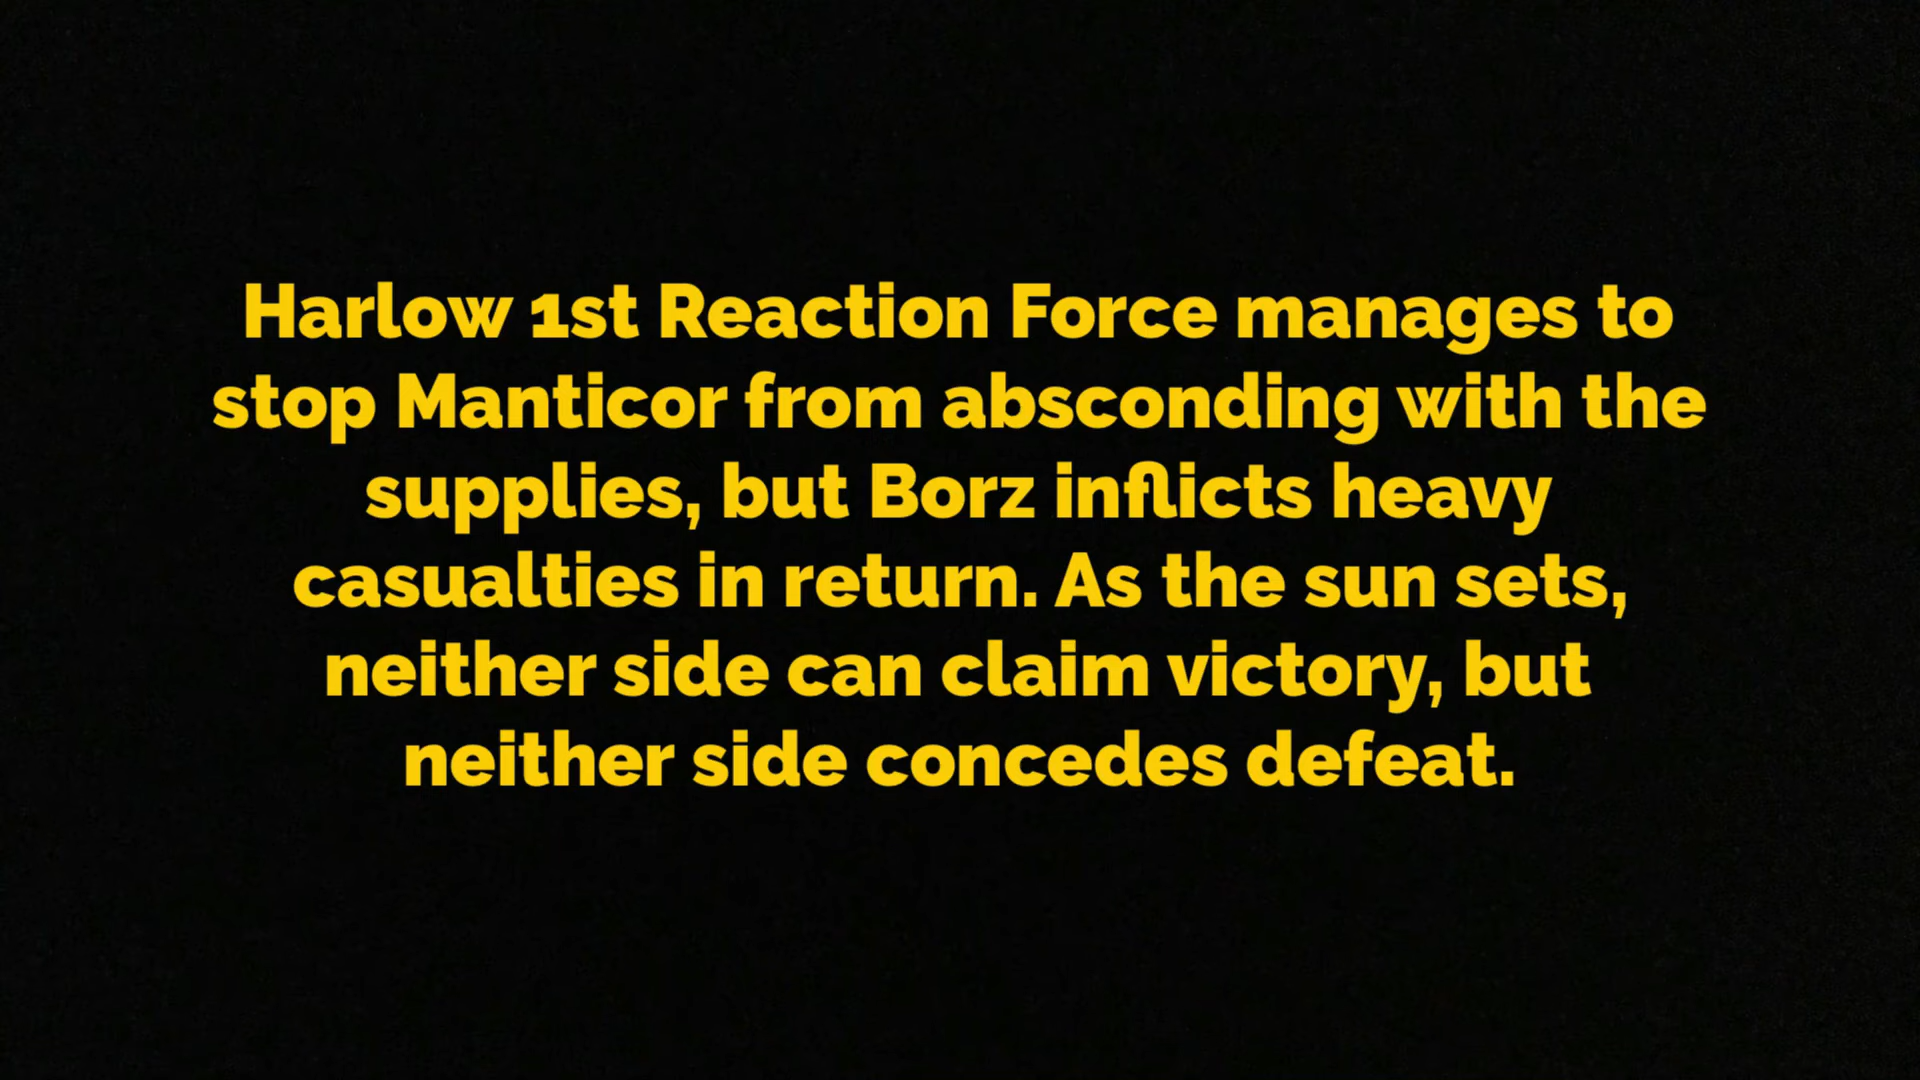 Harlow 1st Reaction Force manages to
stop Manticor from absconding with the
supplies, but Borz inflicts heavy
casualties in return. As the sun sets,
neither side can claim victory, but
neither side concedes defeat.